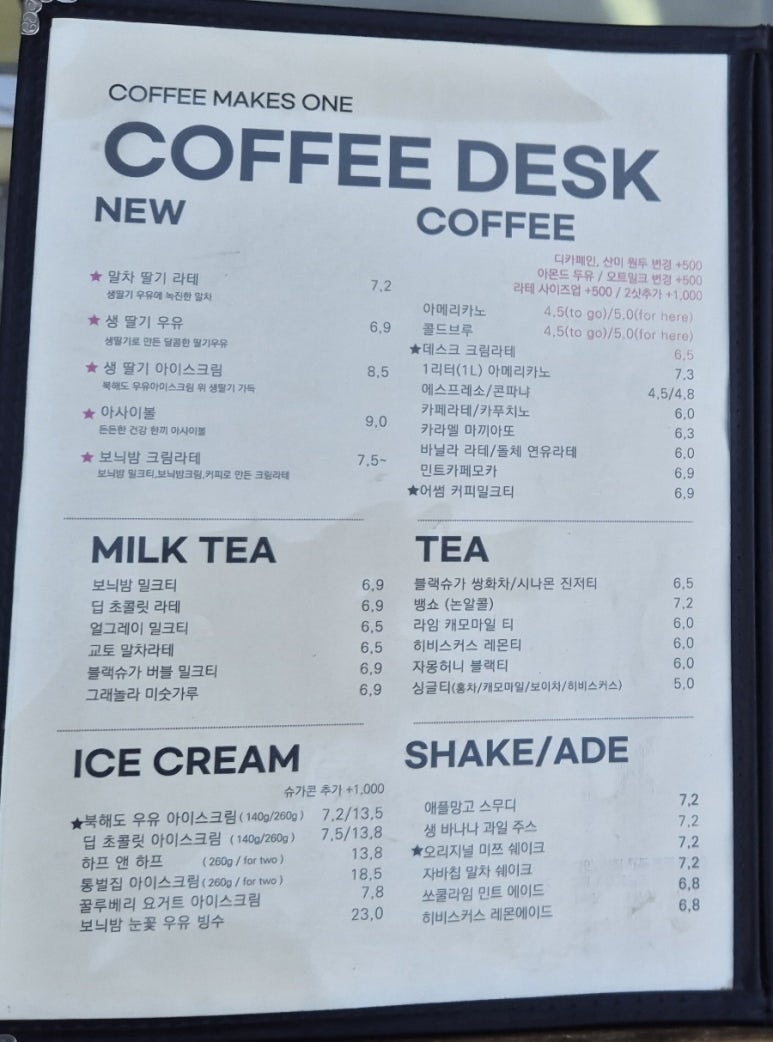 COFFEE MAKES ONE
COFFEE DESK
NEW
★ 말차 딸기 라테 7,2
생딸기 우유에 녹진한 말차
★ 생 딸기 우유 6,9
생딸기로 만든 달콤한 딸기우유
★ 생 딸기 아이스크림 8,5
북해도 우유아이스크림 위 생딸기 가득
★ 아사이볼 9,0
든든한 건강 한끼 아사이볼
★ 보늬밤 크림라테 7,5~
보늬밤 밀크티,보늬밤크림,커피로 만든 크림라테
COFFEE
디카페인, 산미 원두 변경 +500
아몬드 두유 / 오트밀크 변경 +500
라테 사이즈업 +500 / 2샷추가 +1,000
아메리카노 4,5(to go)/5,0(for here)
콜드브루 4,5(to go)/5,0(for here)
★데스크 크림라테 6,5
1리터(1L) 아메리카노 7,3
에스프레소/콘파냐 4,5/4,8
카페라테/카푸치노 6,0
카라멜 마끼아또 6,3
바닐라 라테/돌체 연유라테 6,0
민트카페모카 6,9
★어썸 커피밀크티 6,9
MILK TEA
보늬밤 밀크티 6,9
딥 초콜릿 라테 6,9
얼그레이 밀크티 6,5
교토 말차라테 6,5
블랙슈가 버블 밀크티 6,9
그래놀라 미숫가루 6,9
TEA
블랙슈가 쌍화차/시나몬 진저티 6,5
뱅쇼 (논알콜) 7,2
라임 캐모마일 티 6,0
히비스커스 레몬티 6,0
자몽허니 블랙티 6,0
싱글티(홍차/캐모마일/보이차/히비스커스) 5,0
ICE CREAM
슈가콘 추가 +1,000
★북해도 우유 아이스크림(140g/260g) 7,2/13,5
딥 초콜릿 아이스크림 (140g/260g) 7,5/13,8
하프 앤 하프 (260g / for two) 13,8
통벌집 아이스크림(260g / for two) 18,5
꿀루베리 요거트 아이스크림 7,8
보늬밤 눈꽃 우유 빙수 23,0
SHAKE/ADE
애플망고 스무디 7,2
생 바나나 과일 주스 7,2
★오리지널 미쯔 쉐이크 7,2
자바칩 말차 쉐이크 7,2
쏘쿨라임 민트 에이드 6,8
히비스커스 레몬에이드 6,8